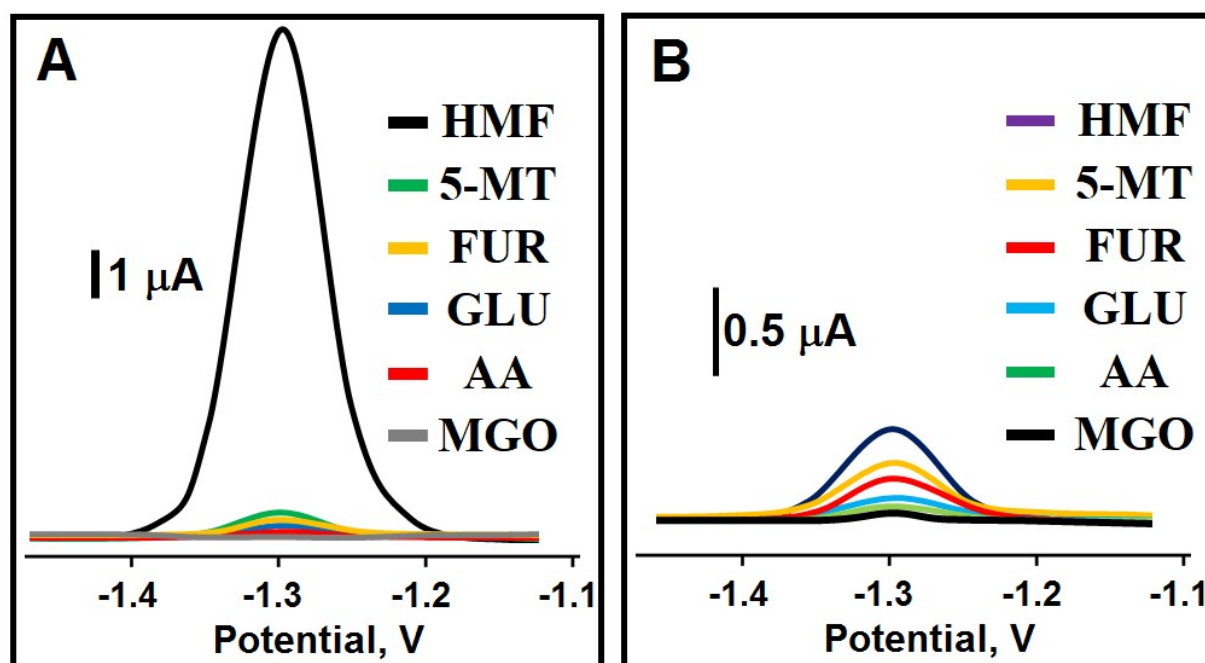 A
HMF
5-MT
FUR
GLU
AA
MGO
1 μA
-1.4 -1.3 -1.2 -1.1
Potential, V
B
HMF
5-MT
FUR
GLU
AA
MGO
0.5 μA
-1.4 -1.3 -1.2 -1.1
Potential, V